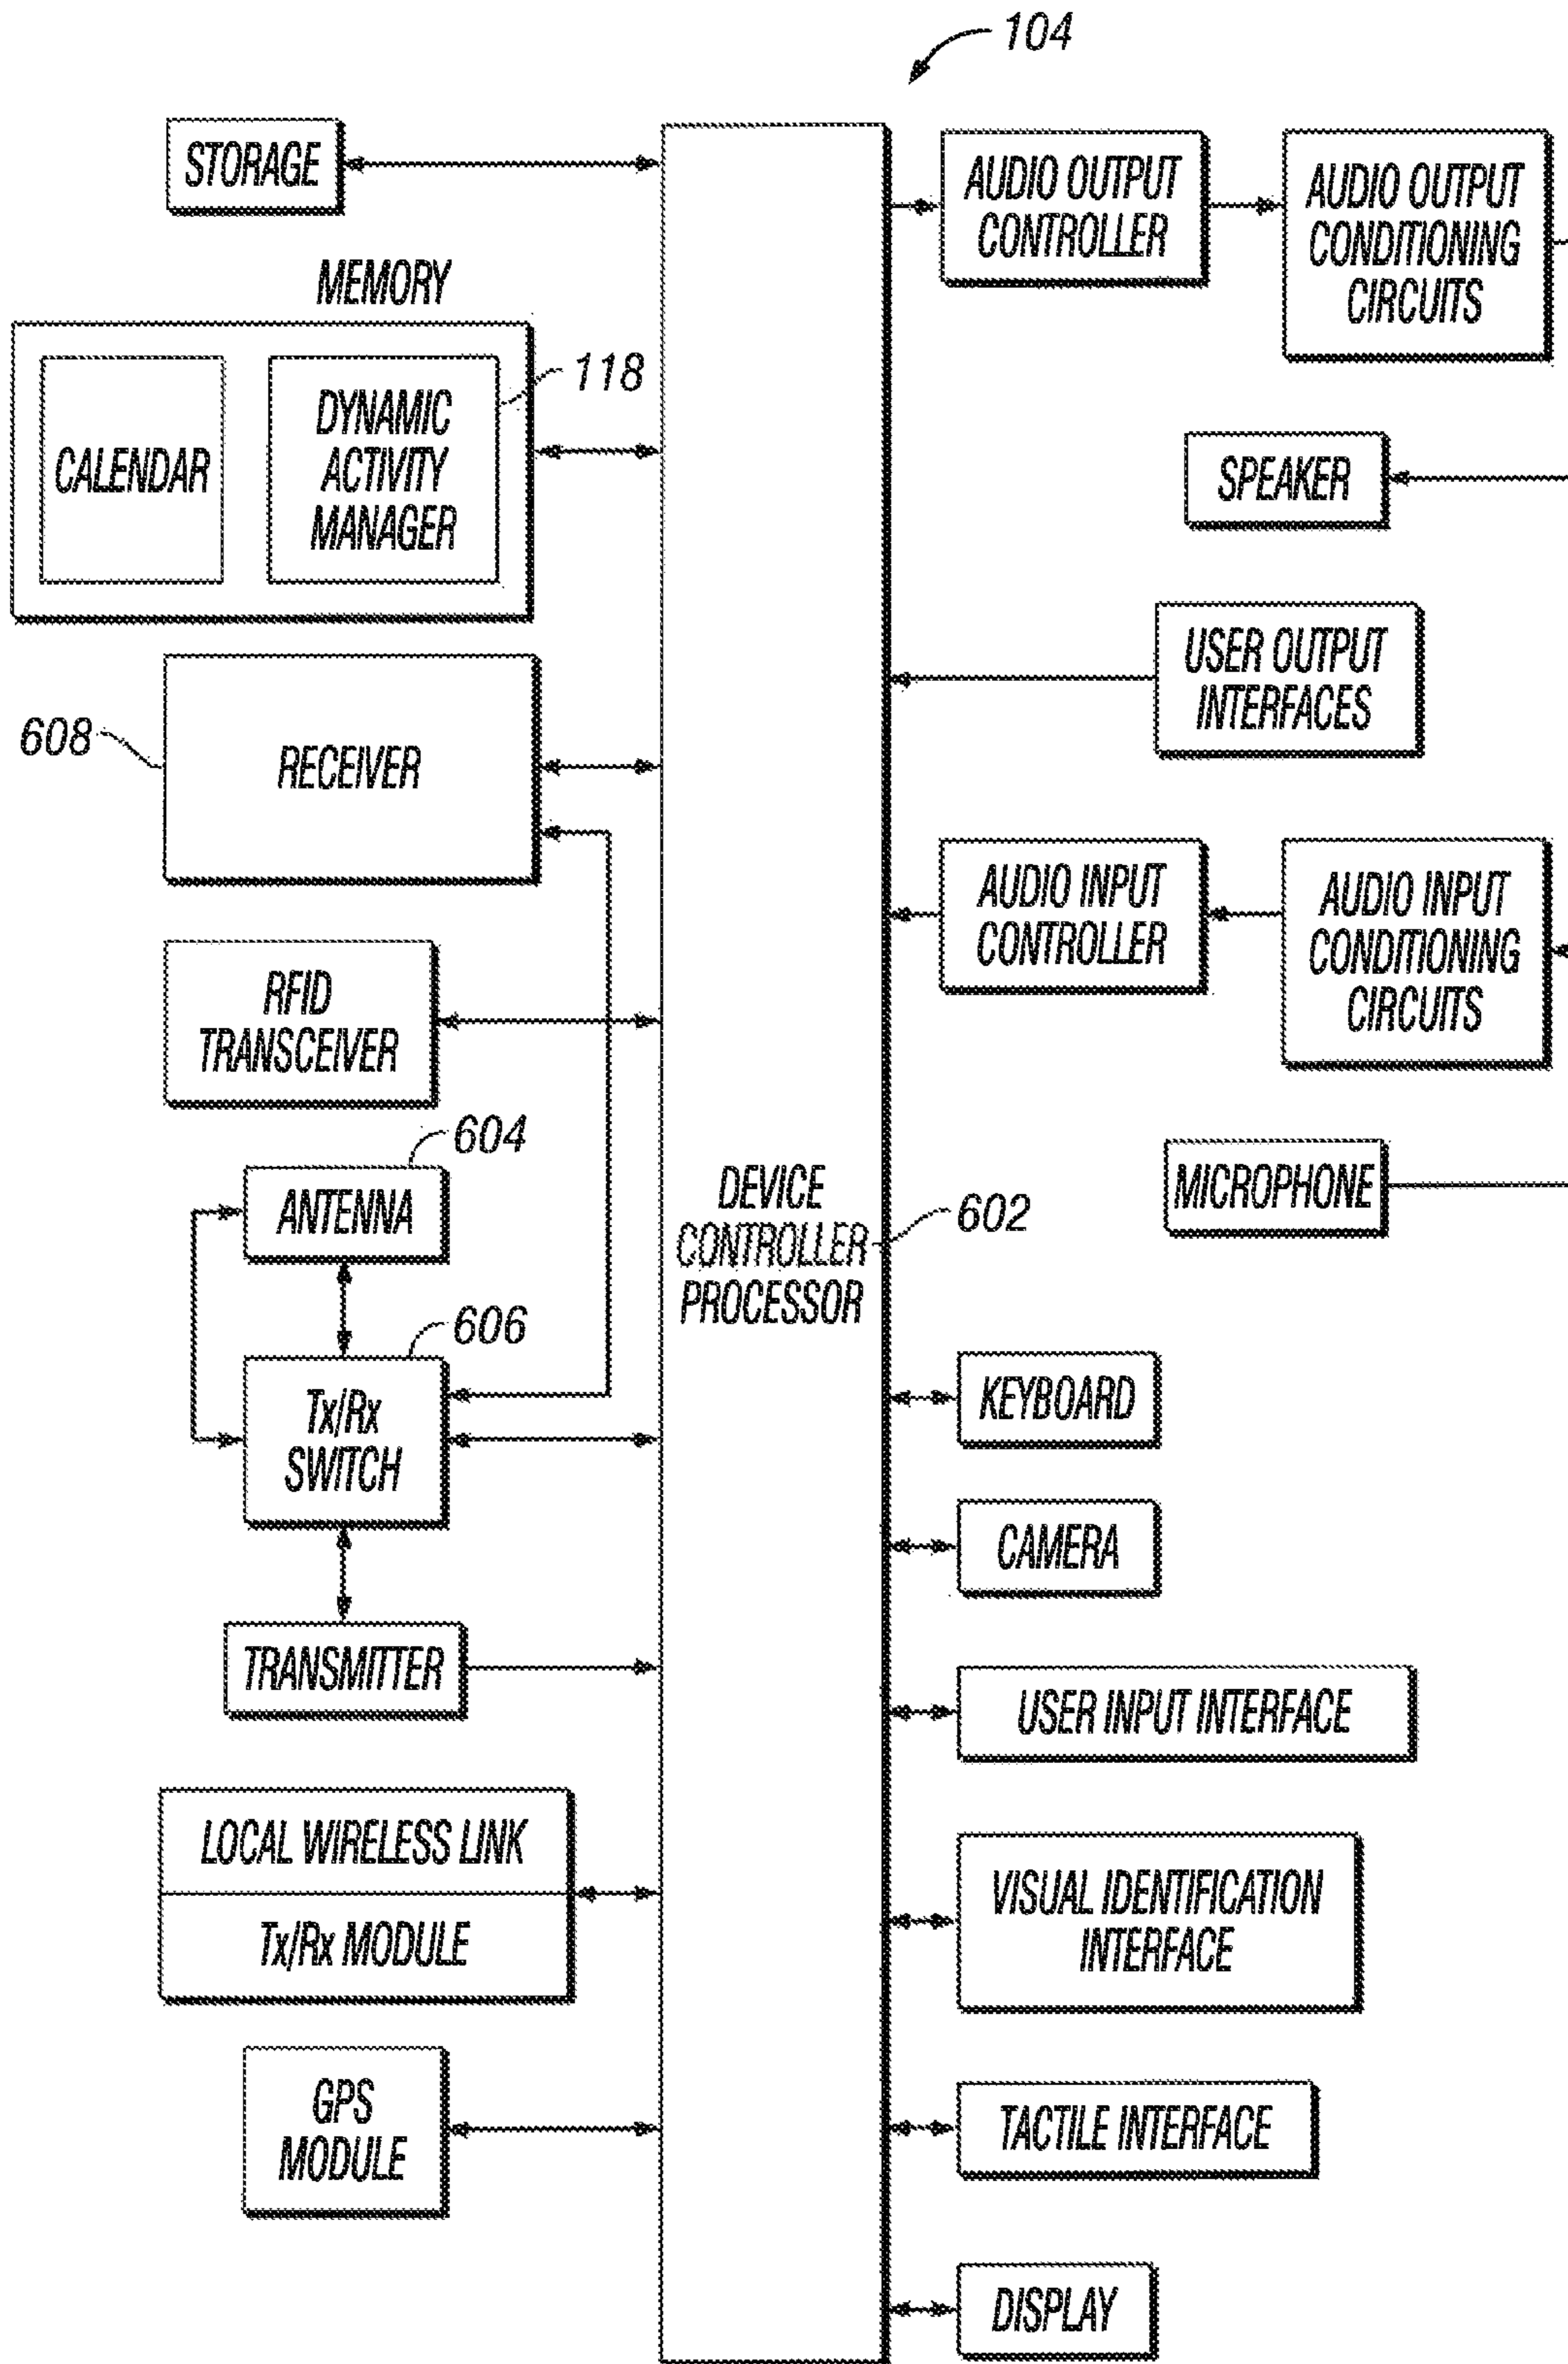 104
STORAGE
MEMORY
CALENDAR
DYNAMIC
ACTIVITY
MANAGER
118
608
RECEIVER
RFID
TRANSCEIVER
604
ANTENNA
606
Tx/Rx
SWITCH
TRANSMITTER
LOCAL WIRELESS LINK
Tx/Rx MODULE
GPS
MODULE
DEVICE
CONTROLLER
PROCESSOR
602
AUDIO OUTPUT
CONTROLLER
AUDIO OUTPUT
CONDITIONING
CIRCUITS
SPEAKER
USER OUTPUT
INTERFACES
AUDIO INPUT
CONTROLLER
AUDIO INPUT
CONDITIONING
CIRCUITS
MICROPHONE
KEYBOARD
CAMERA
USER INPUT INTERFACE
VISUAL IDENTIFICATION
INTERFACE
TACTILE INTERFACE
DISPLAY